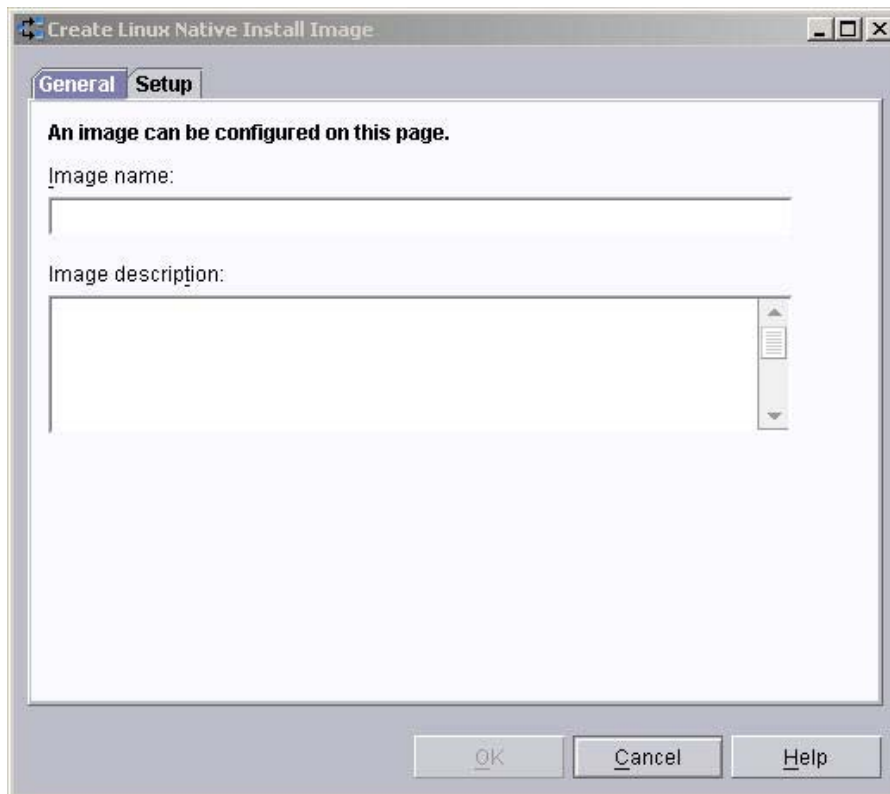 Create Linux Native Install Image
General Setup
An image can be configured on this page.
Image name:
Image description:
OK Cancel Help